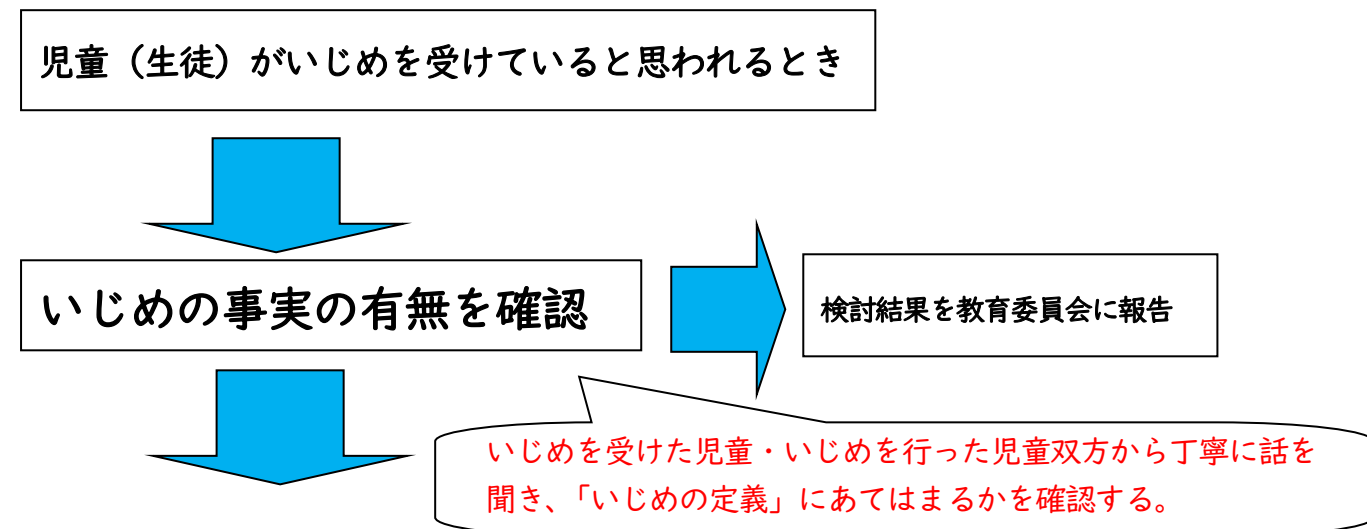 児童（生徒）がいじめを受けていると思われるとき
いじめの事実の有無を確認
検討結果を教育委員会に報告
いじめを受けた児童・いじめを行った児童双方から丁寧に話を
聞き、「いじめの定義」にあてはまるかを確認する。